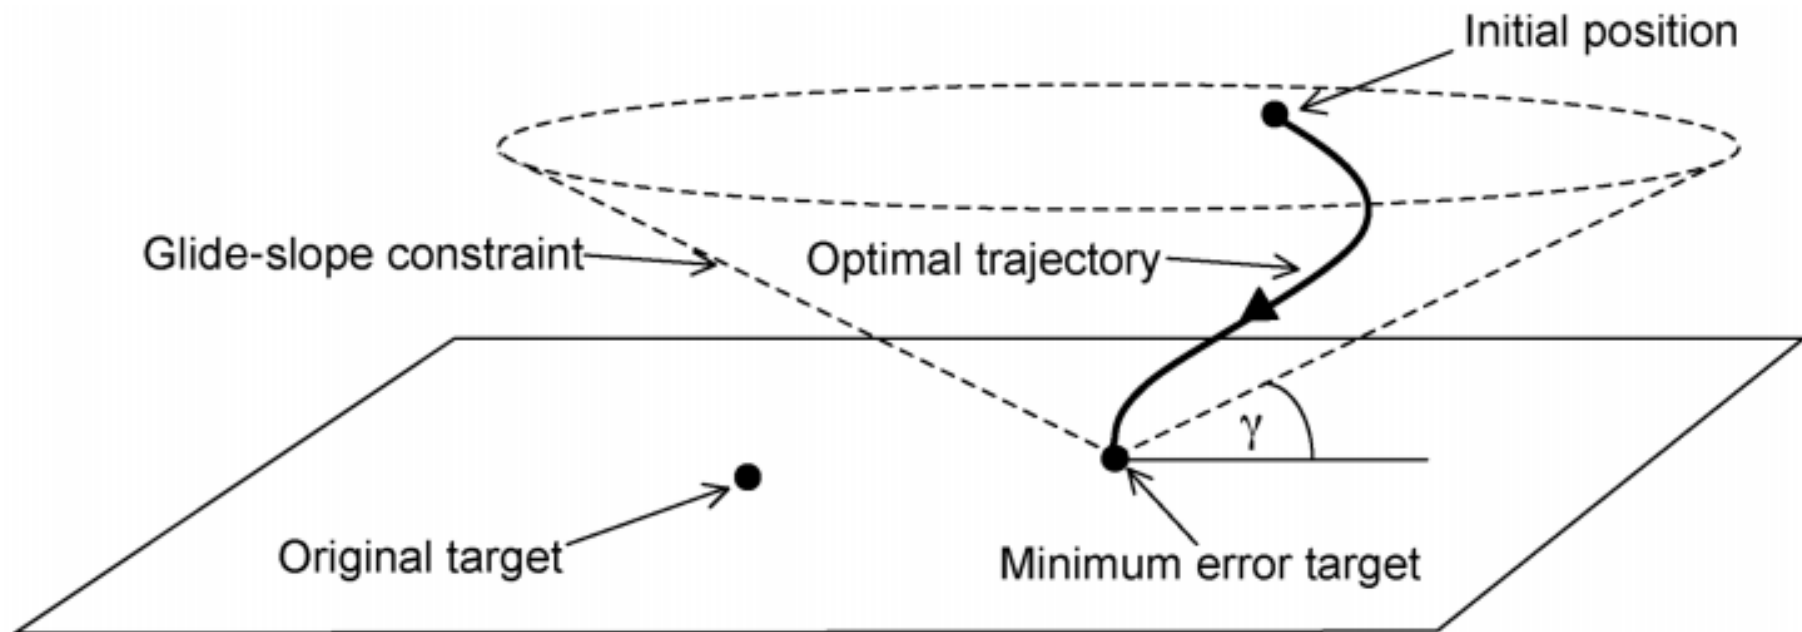 Initial position
Glide-slope constraint
Optimal trajectory
γ
Original target
Minimum error target